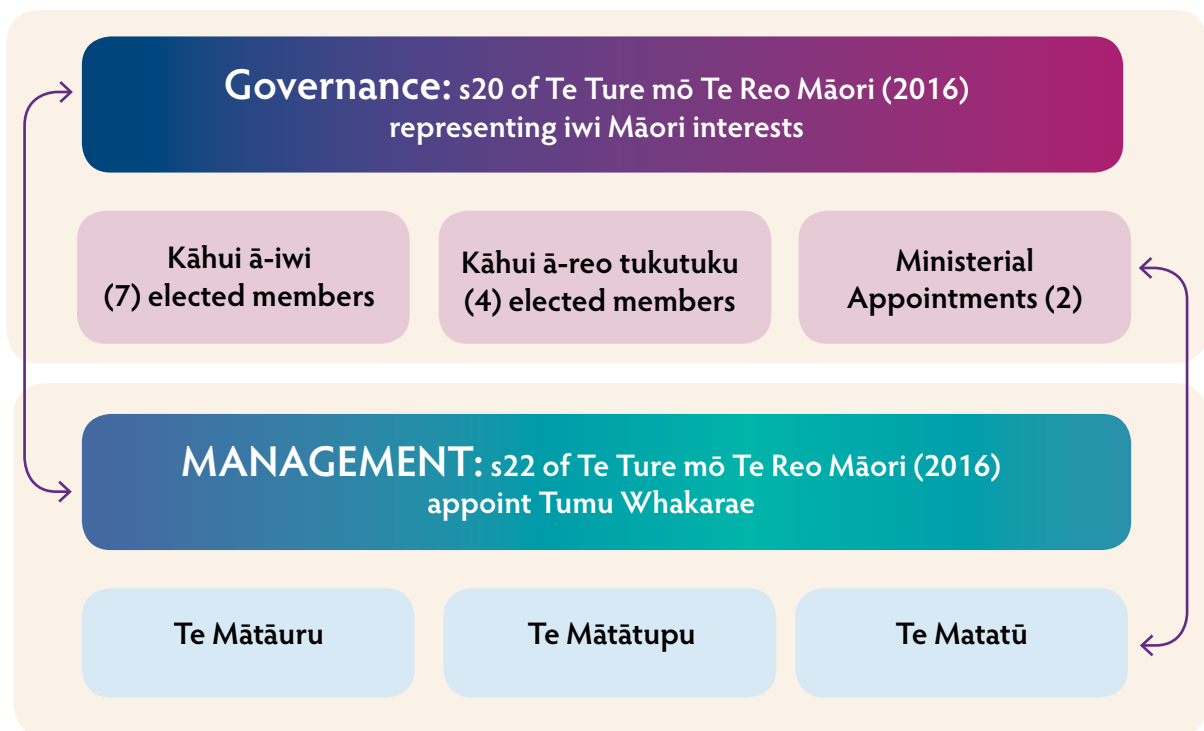 Governance: s20 of Te Ture mō Te Reo Māori (2016)
representing iwi Māori interests
Kāhui ā-iwi
(7) elected members
Kāhui ā-reo tukutuku
(4) elected members
Ministerial
Appointments (2)
MANAGEMENT: s22 of Te Ture mō Te Reo Māori (2016)
appoint Tumu Whakarae
Te Mātāuru
Te Mātātupu
Te Matatū